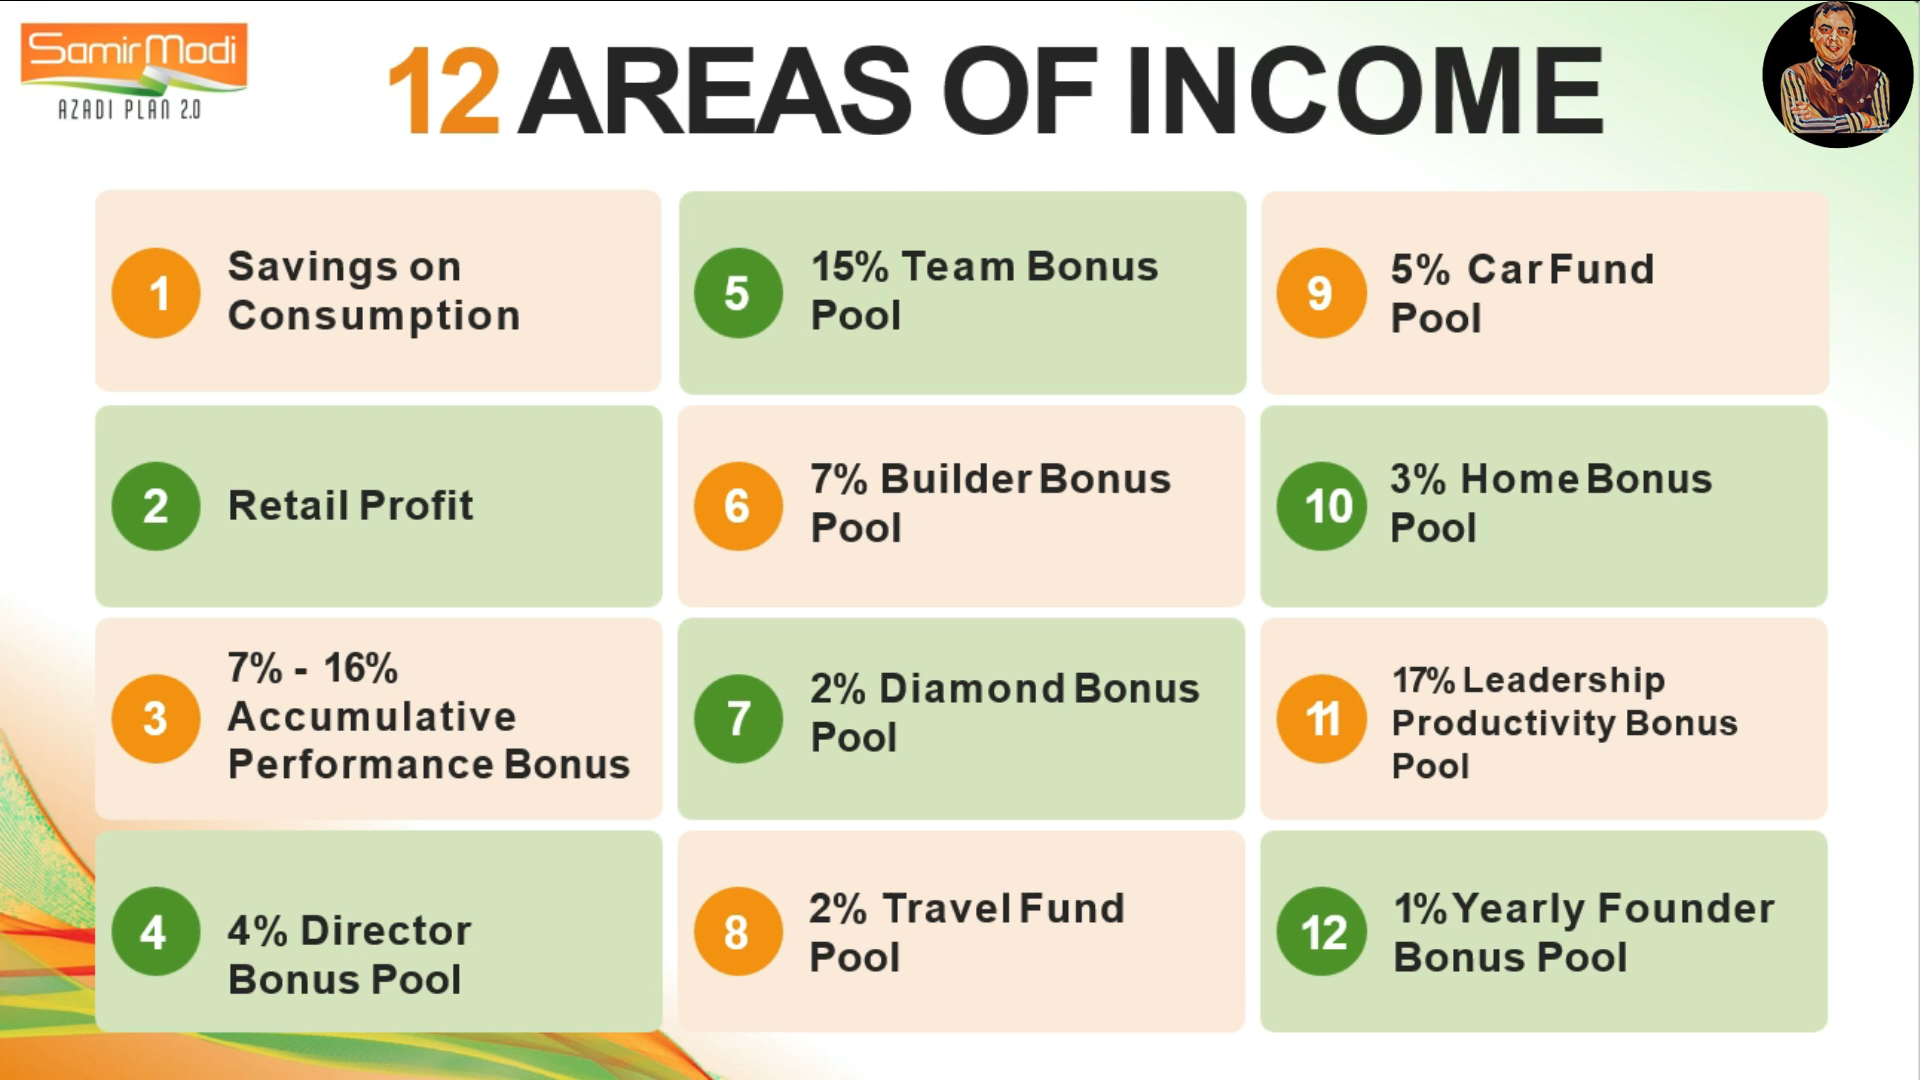 Samir Modi
AZADI PLAN 2.0
12 AREAS OF INCOME
1
Savings on
Consumption
2
Retail Profit
3
7% - 16%
Accumulative
Performance Bonus
4
4% Director
Bonus Pool
5
15% Team Bonus
Pool
6
7% Builder Bonus
Pool
7
2% Diamond Bonus
Pool
8
2% Travel Fund
Pool
9
5% Car Fund
Pool
10
3% Home Bonus
Pool
11
17% Leadership
Productivity Bonus
Pool
12
1% Yearly Founder
Bonus Pool